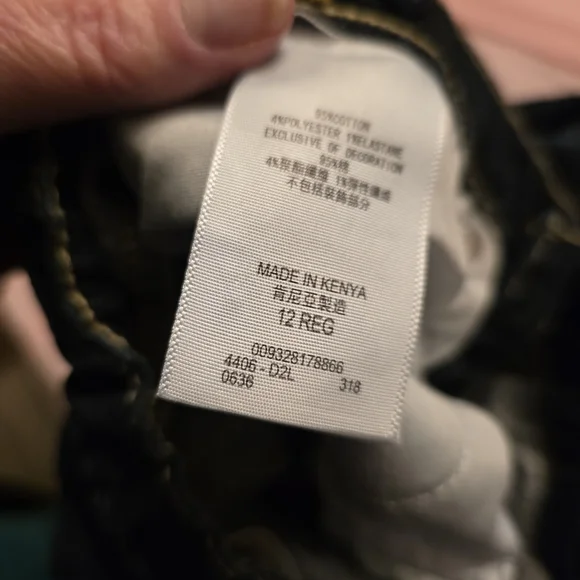 95%COTTON
4%POLYESTER 1%ELASTANE
EXCLUSIVE OF DECORATION
95%棉
4%聚酯纖維 1%彈性纖維
不包括裝飾部分
MADE IN KENYA
肯尼亞製造
12 REG
009328178866
4406 - D2L
0636 318